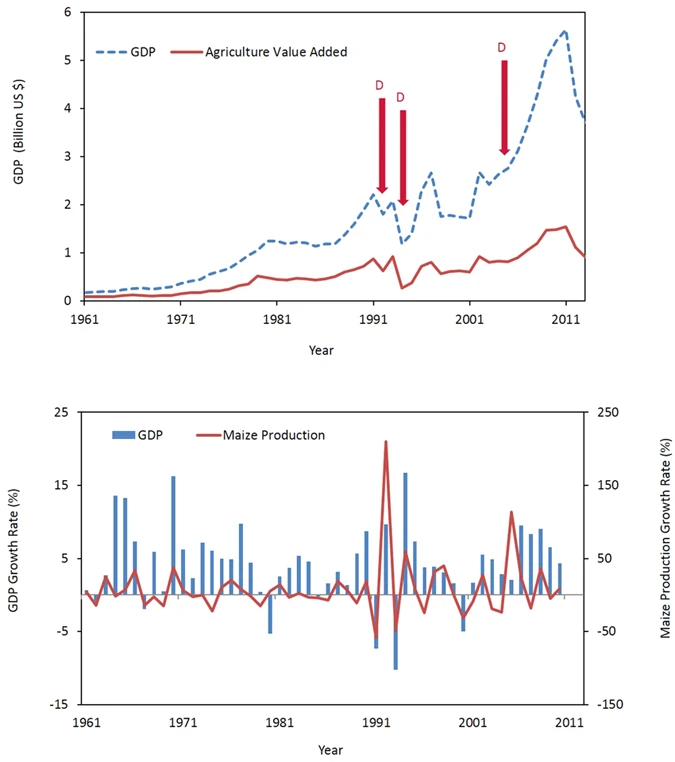 6
GDP
Agriculture Value Added
5
D
D
D
4
GDP (Billion US $)
3
2
1
0
1961 1971 1981 1991 2001 2011
Year
25 250
GDP
Maize Production
15 150
GDP Growth Rate (%)
Maize Production Growth Rate (%)
5 50
-5 -50
-15 -150
1961 1971 1981 1991 2001 2011
Year